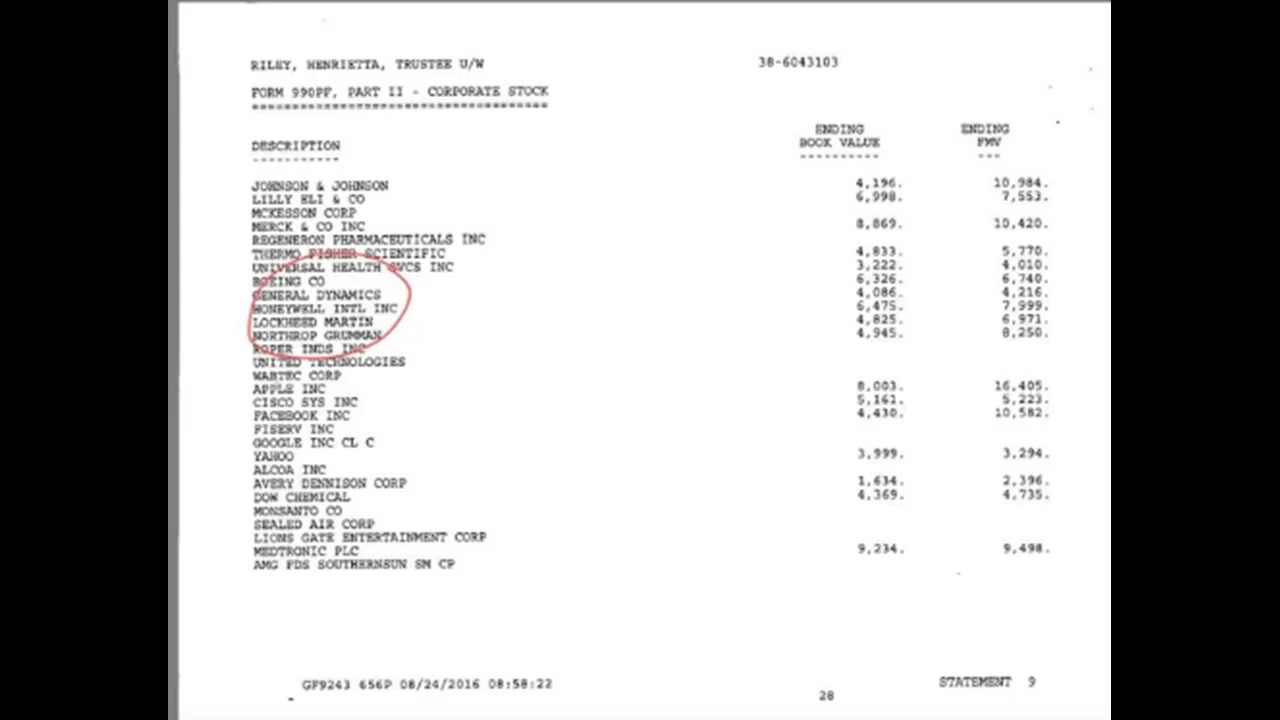 RILEY, HENRIETTA, TRUSTEE U/W 38-6043103
FORM 990PF, PART II - CORPORATE STOCK
====================================
ENDING ENDING
DESCRIPTION BOOK VALUE FMV
----------- ---------- ---
JOHNSON & JOHNSON 4,196. 10,984.
LILLY ELI & CO 6,998. 7,553.
MCKESSON CORP
MERCK & CO INC 8,869. 10,420.
REGENERON PHARMACEUTICALS INC
THERMO FISHER SCIENTIFIC 4,833. 5,770.
UNIVERSAL HEALTH SVCS INC 3,222. 4,010.
BOEING CO 6,326. 6,740.
GENERAL DYNAMICS 4,086. 4,216.
HONEYWELL INTL INC 6,475. 7,999.
LOCKHEED MARTIN 4,825. 6,971.
NORTHROP GRUMMAN 4,945. 8,250.
ROPER INDS INC
UNITED TECHNOLOGIES
WABTEC CORP
APPLE INC 8,003. 16,405.
CISCO SYS INC 5,161. 5,223.
FACEBOOK INC 4,430. 10,582.
FISERV INC
GOOGLE INC CL C
YAHOO 3,999. 3,294.
ALCOA INC
AVERY DENNISON CORP 1,634. 2,396.
DOW CHEMICAL 4,369. 4,735.
MONSANTO CO
SEALED AIR CORP
LIONS GATE ENTERTAINMENT CORP
MEDTRONIC PLC 9,234. 9,498.
AMG FDS SOUTHERNSUN SM CP
GF9243 656P 08/24/2016 08:58:22 STATEMENT 9
28